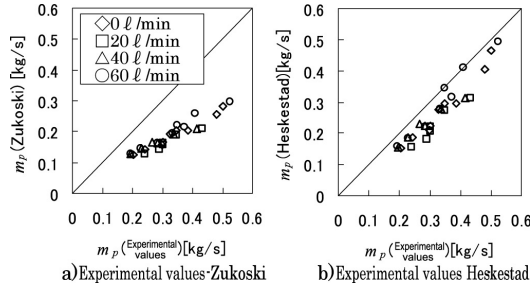 0.6
0.5
0.4
0.3
0.2
0.1
0
m_p(Zukoski) [kg/s]
◇ 0 ℓ/min
□ 20 ℓ/min
△ 40 ℓ/min
○ 60 ℓ/min
0 0.1 0.2 0.3 0.4 0.5 0.6
m_p(Experimental values)[kg/s]
a)Experimental values-Zukoski
0.6
0.5
0.4
0.3
0.2
0.1
0
m_p(Heskestad)[kg/s]
0 0.1 0.2 0.3 0.4 0.5 0.6
m_p(Experimental values)[kg/s]
b)Experimental values Heskestad